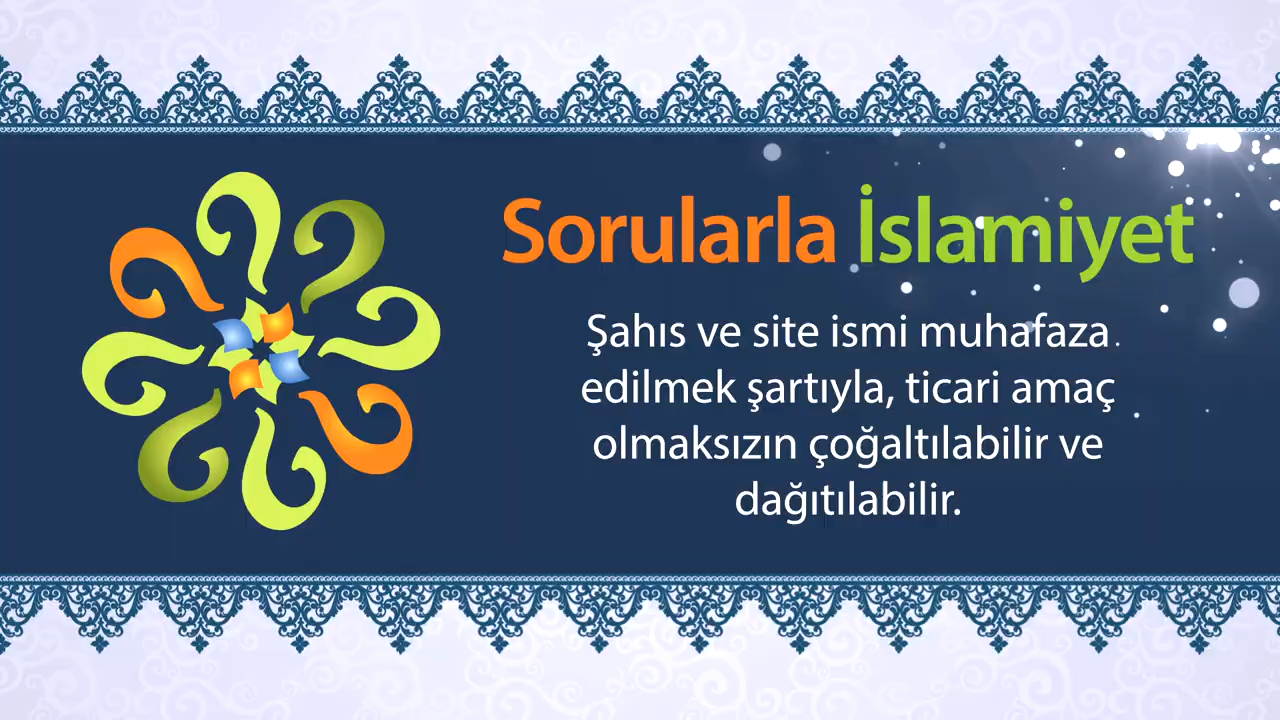 Sorularla İslamiyet
Şahıs ve site ismi muhafaza
edilmek şartıyla, ticari amaç
olmaksızın çoğaltılabilir ve
dağıtılabilir.